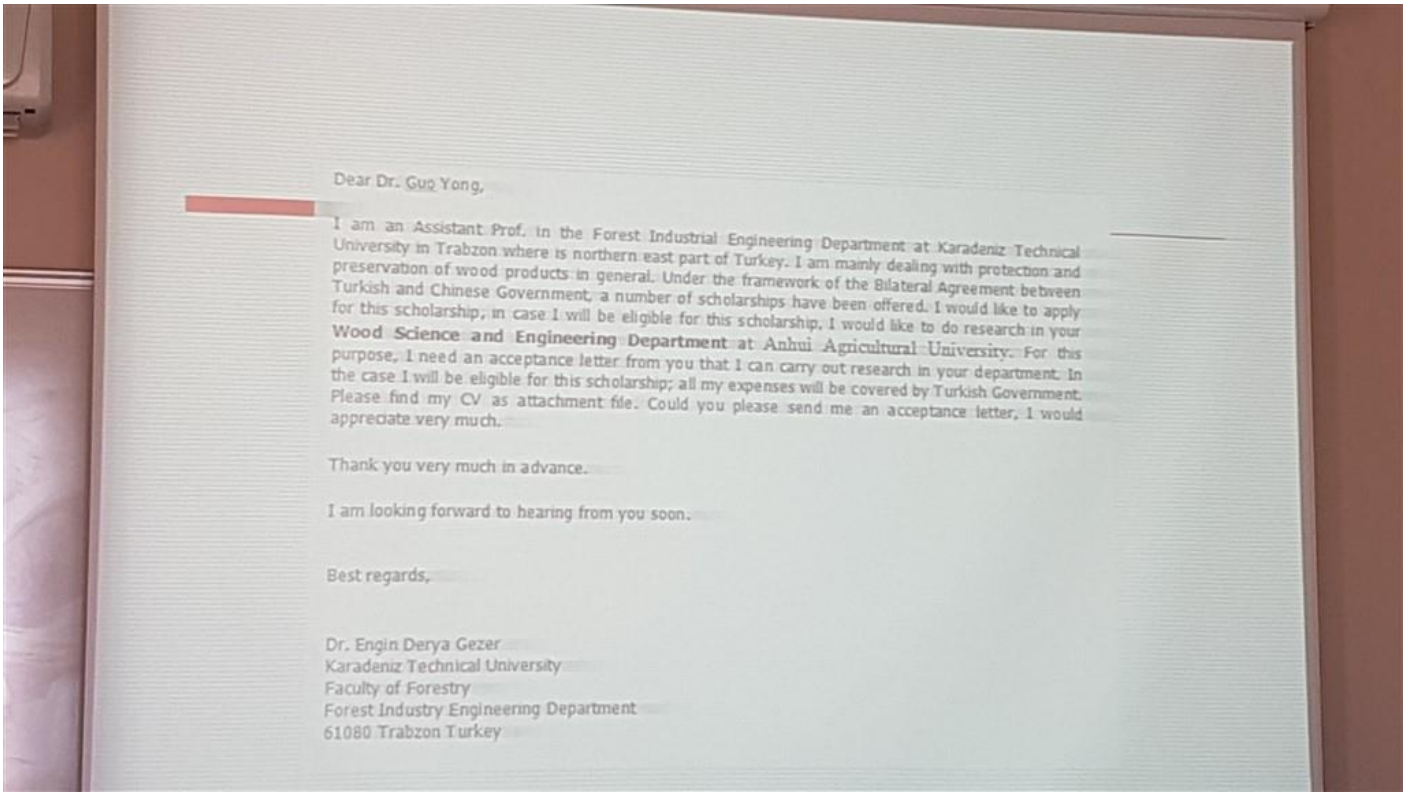 Dear Dr. Guo Yong,
I am an Assistant Prof. in the Forest Industrial Engineering Department at Karadeniz Technical
University in Trabzon where is northern east part of Turkey. I am mainly dealing with protection and
preservation of wood products in general. Under the framework of the Bilateral Agreement between
Turkish and Chinese Government, a number of scholarships have been offered. I would like to apply
for this scholarship, in case I will be eligible for this scholarship, I would like to do research in your
Wood Science and Engineering Department at Anhui Agricultural University. For this
purpose, I need an acceptance letter from you that I can carry out research in your department. In
the case I will be eligible for this scholarship; all my expenses will be covered by Turkish Government.
Please find my CV as attachment file. Could you please send me an acceptance letter, I would
appreciate very much.
Thank you very much in advance.
I am looking forward to hearing from you soon.
Best regards,
Dr. Engin Derya Gezer
Karadeniz Technical University
Faculty of Forestry
Forest Industry Engineering Department
61080 Trabzon Turkey